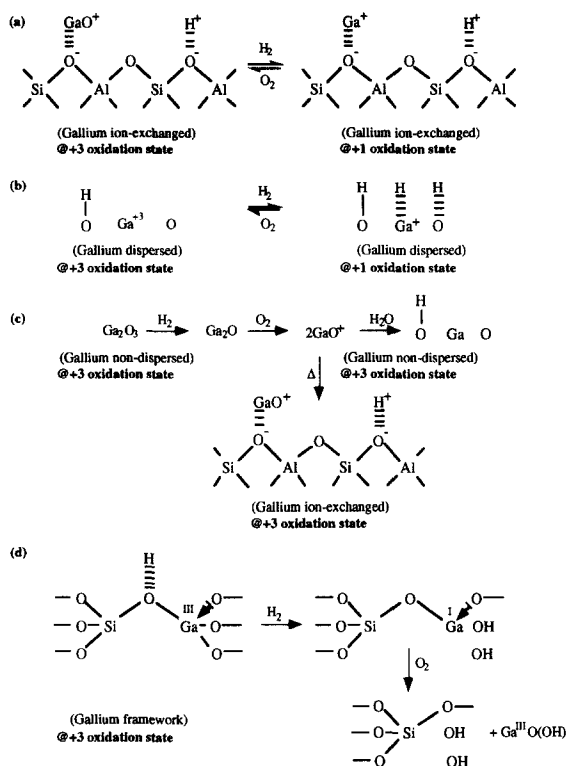 (a)
GaO+ H+ Ga+ H+
H2
O- O O- O- O O-
O2
Si Al Si Al Si Al Si Al
(Gallium ion-exchanged) (Gallium ion-exchanged)
@+3 oxidation state @+1 oxidation state
(b)
H H H H
H2
O Ga+3 O O Ga+ O
O2
(Gallium dispersed) (Gallium dispersed)
@+3 oxidation state @+1 oxidation state
(c)
H
Ga2O3 H2 Ga2O O2 2GaO+ H2O O Ga O
(Gallium non-dispersed) (Gallium non-dispersed)
@+3 oxidation state @+3 oxidation state
Δ
GaO+ H+
O- O O-
Si Al Si Al
(Gallium ion-exchanged)
@+3 oxidation state
(d)
H
O O III O O O I O
O Si Ga O H2 O Si Ga OH
O O O OH
O2
O O
(Gallium framework) O Si OH + GaIIIO(OH)
@+3 oxidation state O OH